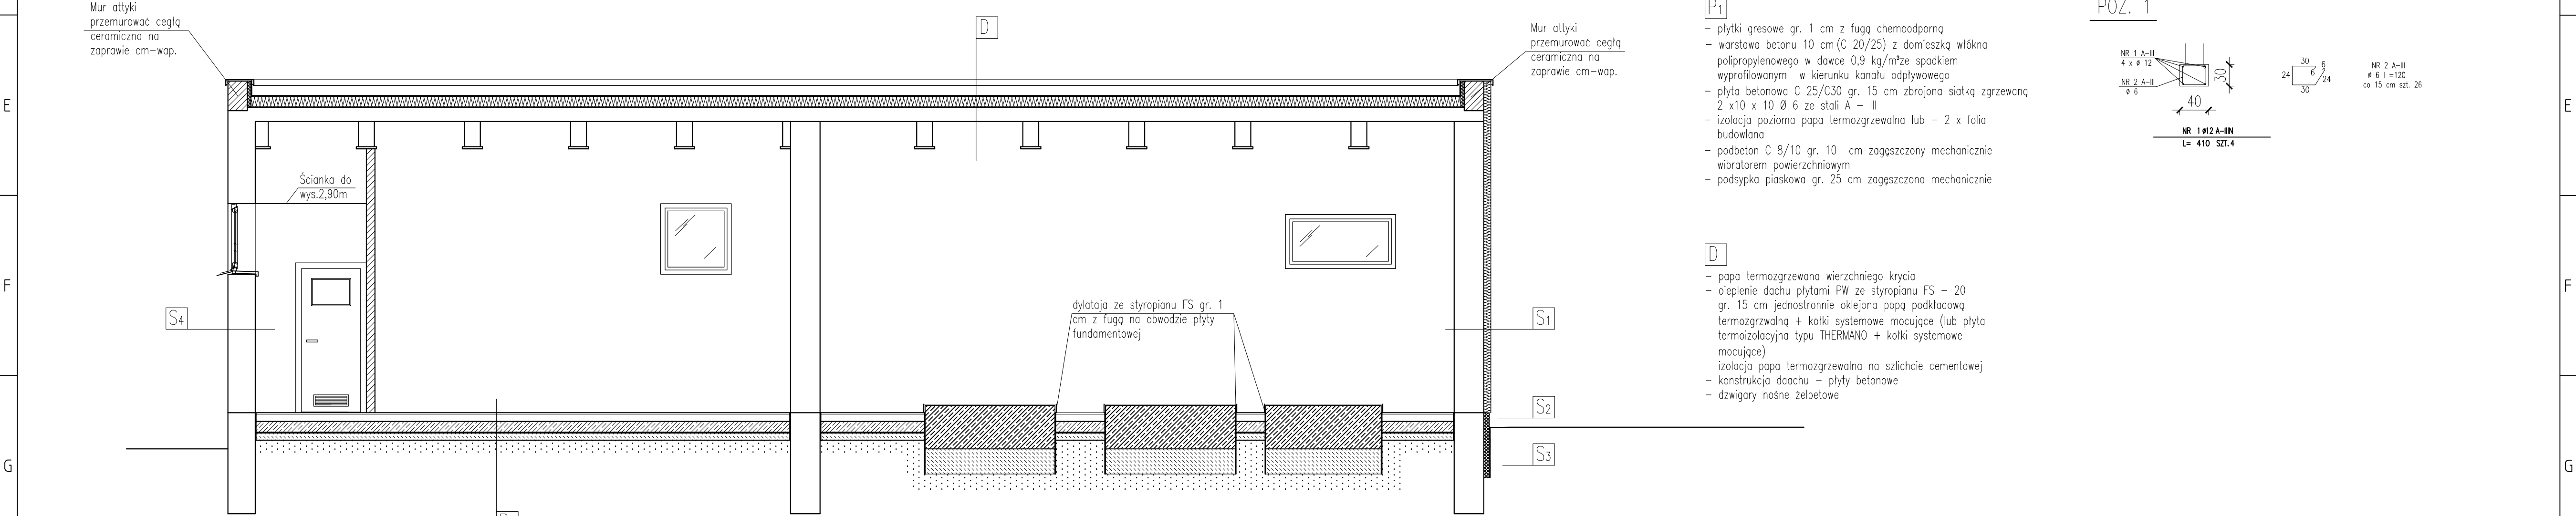 Mur attyki
przemurować cegłą
ceramiczna na
zaprawie cm-wap.
D
Mur attyki
przemurować cegłą
ceramiczna na
zaprawie cm-wap.
Ścianka do
wys.2,90m
dylataja ze styropianu FS gr. 1
cm z fugą na obwodzie płyty
fundamentowej
S4
S1
S2
S3
P1
- płytki gresowe gr. 1 cm z fugą chemoodporną
- warstawa betonu 10 cm (C 20/25) z domieszką włókna
polipropylenowego w dawce 0,9 kg/m³ze spadkiem
wyprofilowanym w kierunku kanału odpływowego
- płyta betonowa C 25/C30 gr. 15 cm zbrojona siatką zgrzewaną
2 x10 x 10 Ø 6 ze stali A - III
- izolacja pozioma papa termozgrzewalna lub - 2 x folia
budowlana
- podbeton C 8/10 gr. 10 cm zagęszczony mechanicznie
wibratorem powierzchniowym
- podsypka piaskowa gr. 25 cm zagęszczona mechanicznie
D
- papa termozgrzewana wierzchniego krycia
- oieplenie dachu płytami PW ze styropianu FS - 20
gr. 15 cm jednostronnie oklejona popą podkładową
termozgrzwalną + kołki systemowe mocujące (lub płyta
termoizolacyjna typu THERMANO + kołki systemowe
mocujące)
- izolacja papa termozgrzewalna na szlichcie cementowej
- konstrukcja daachu - płyty betonowe
- dzwigary nośne żelbetowe
POZ. 1
NR 1 A-III
4 x Ø 12
NR 2 A-III
Ø 6
30
40
30
6
24
6
24
30
NR 2 A-III
Ø 6 l =120
co 15 cm szt. 26
NR 1 Ø12 A-IIIN
L= 410 SZT.4
E
F
G
E
F
G